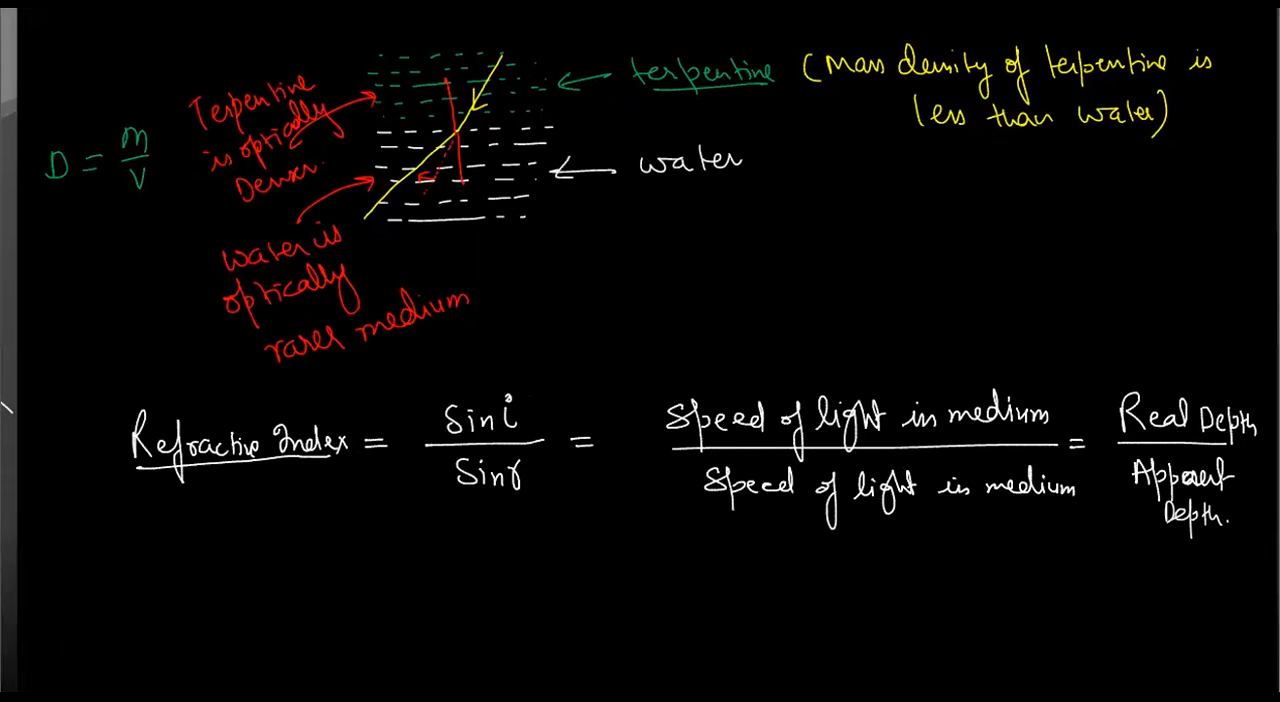 terpentine (mass density of terpentine is
less than water)
Terpentine
is optically
Denser.
D = m/v
water
water is
optically
rarer medium
Refractive Index = Sin i / Sin r = Speed of light in medium / Speed of light in medium = Real Depth / Apparent Depth.